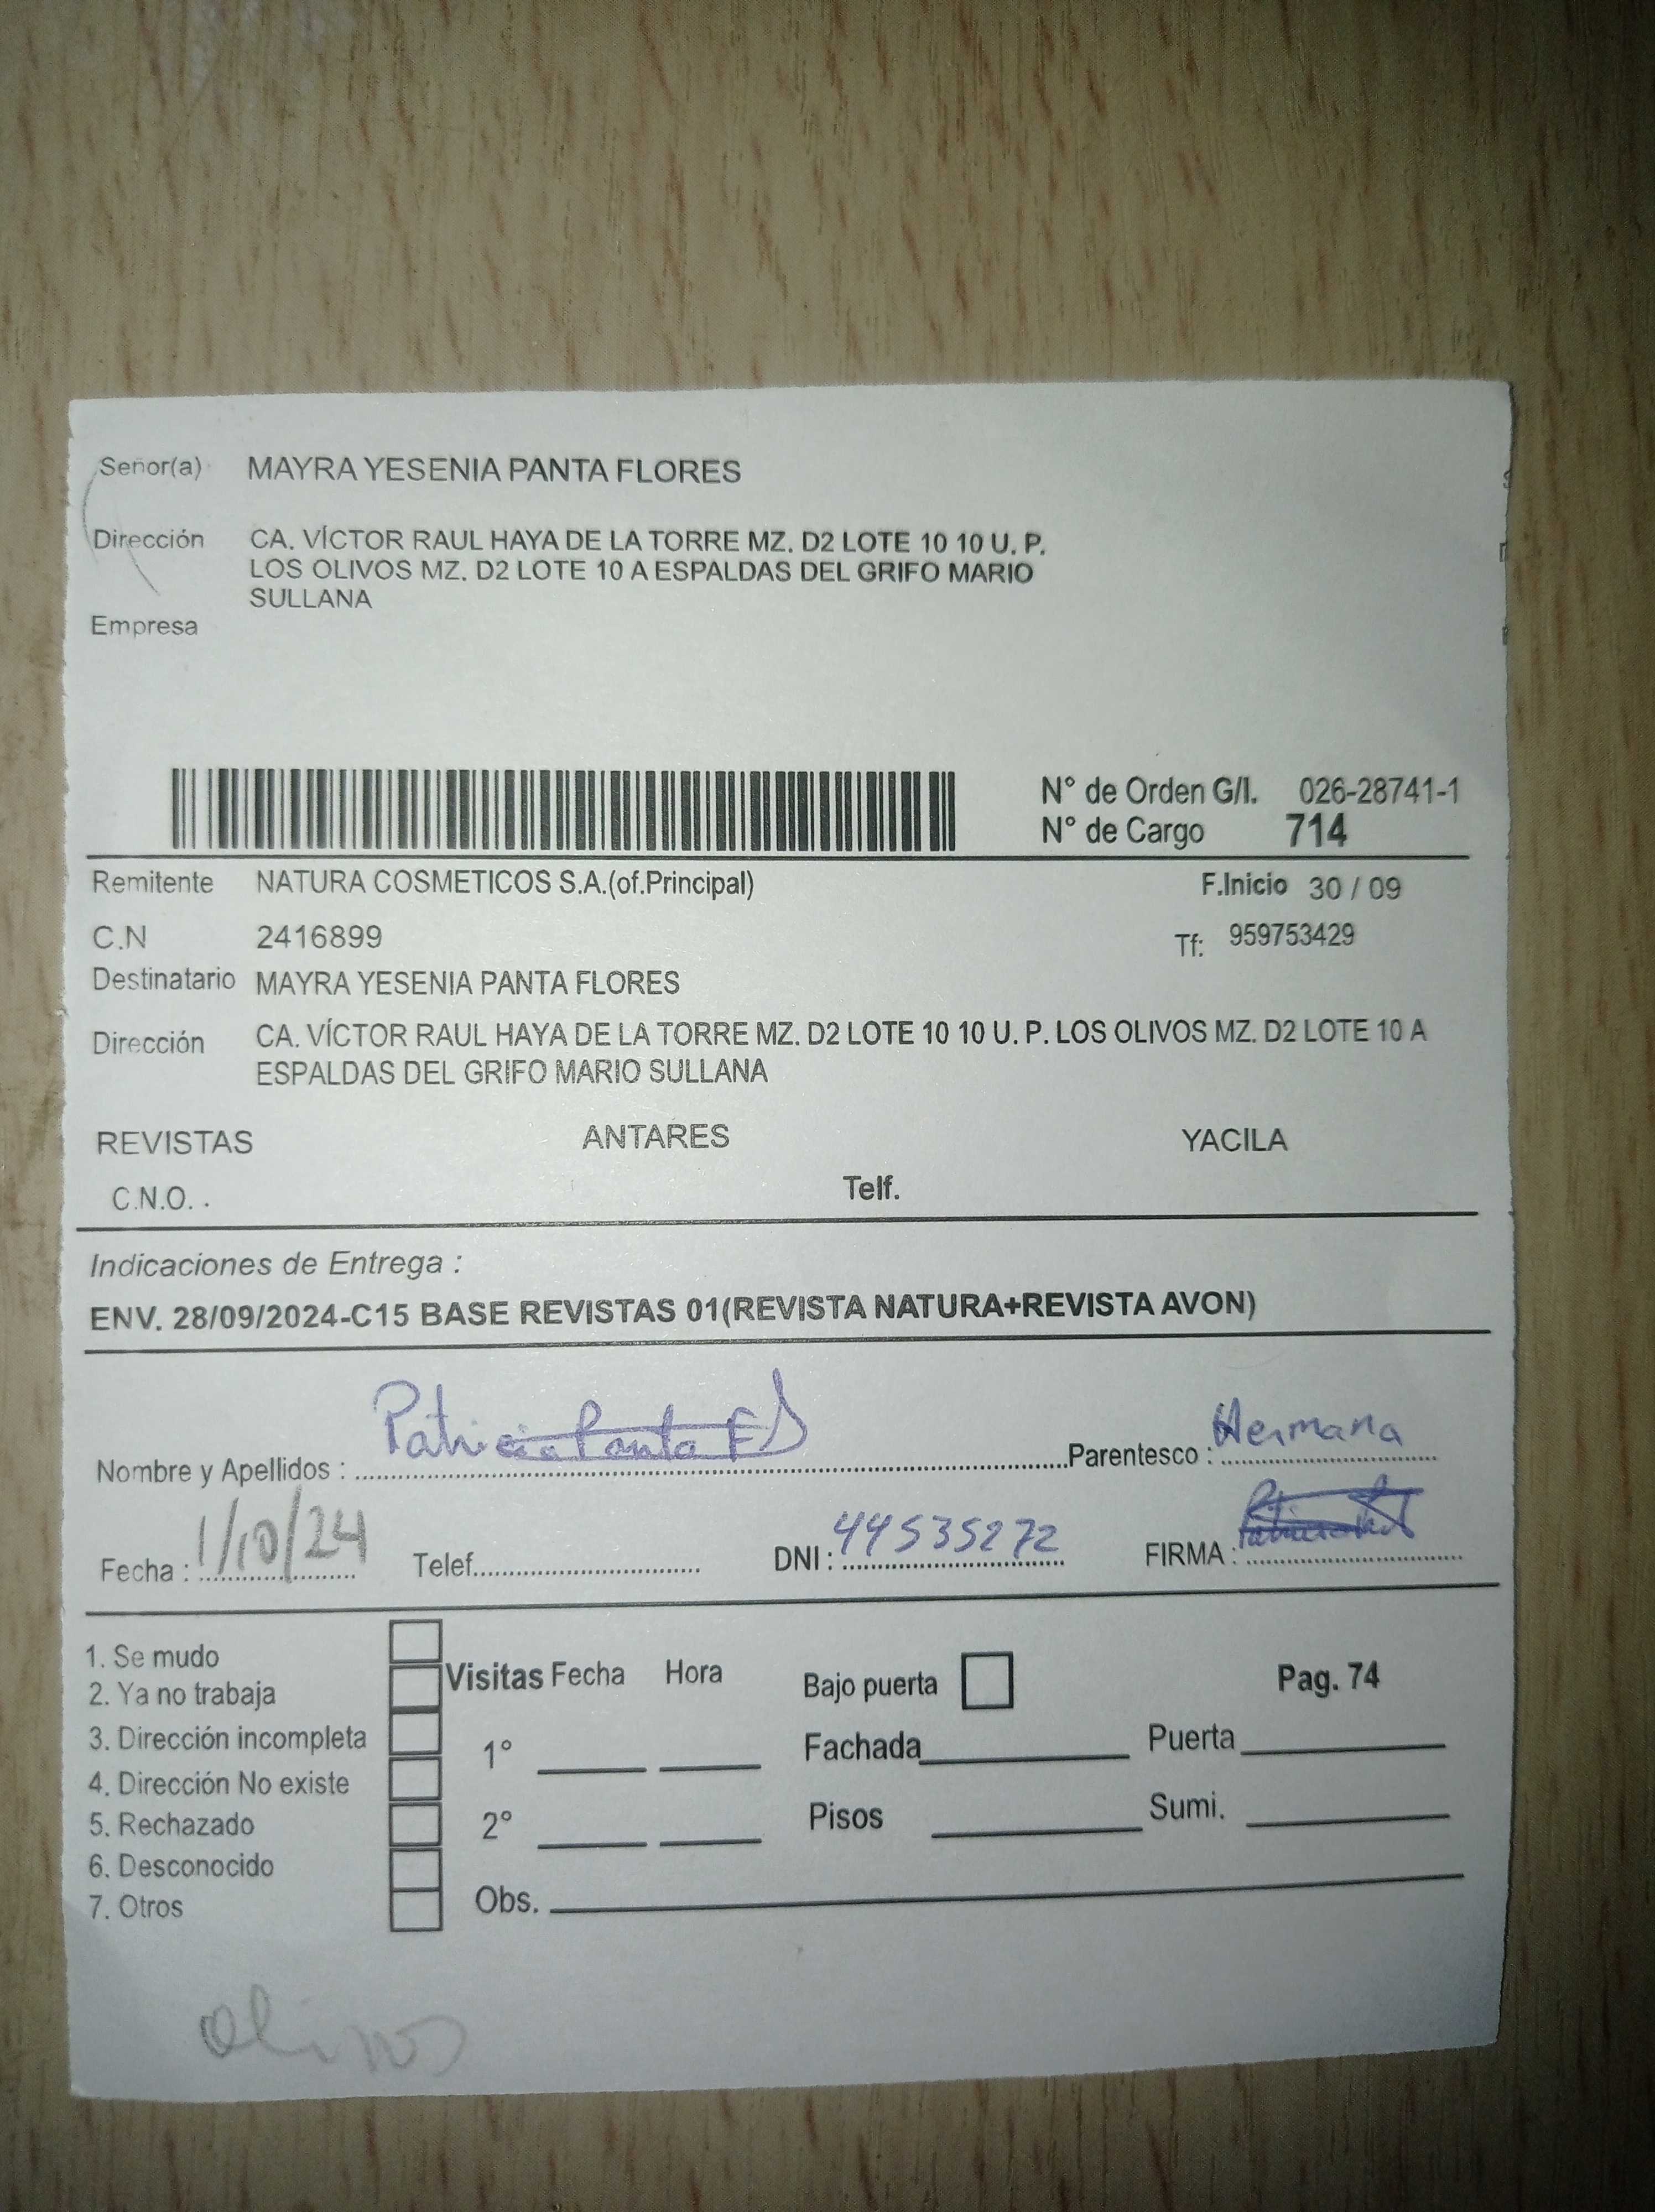 Señor(a) MAYRA YESENIA PANTA FLORES
Dirección CA. VÍCTOR RAUL HAYA DE LA TORRE MZ. D2 LOTE 10 10 U. P.
LOS OLIVOS MZ. D2 LOTE 10 A ESPALDAS DEL GRIFO MARIO
SULLANA
Empresa
N° de Orden G/I. 026-28741-1
N° de Cargo 714
Remitente NATURA COSMETICOS S.A.(of.Principal) F.Inicio 30 / 09
C.N 2416899 Tf: 959753429
Destinatario MAYRA YESENIA PANTA FLORES
Dirección CA. VÍCTOR RAUL HAYA DE LA TORRE MZ. D2 LOTE 10 10 U. P. LOS OLIVOS MZ. D2 LOTE 10 A
ESPALDAS DEL GRIFO MARIO SULLANA
REVISTAS ANTARES YACILA
C.N.O. . Telf.
Indicaciones de Entrega :
ENV. 28/09/2024-C15 BASE REVISTAS 01(REVISTA NATURA+REVISTA AVON)
Nombre y Apellidos : Patricia Panta F Parentesco : Hermana
Fecha : 1/10/24 Telef. DNI : 44535272 FIRMA :
1. Se mudo
2. Ya no trabaja
3. Dirección incompleta
4. Dirección No existe
5. Rechazado
6. Desconocido
7. Otros
Visitas Fecha Hora
1°
2°
Obs.
Bajo puerta Pag. 74
Fachada Puerta
Pisos Sumi.
olivos